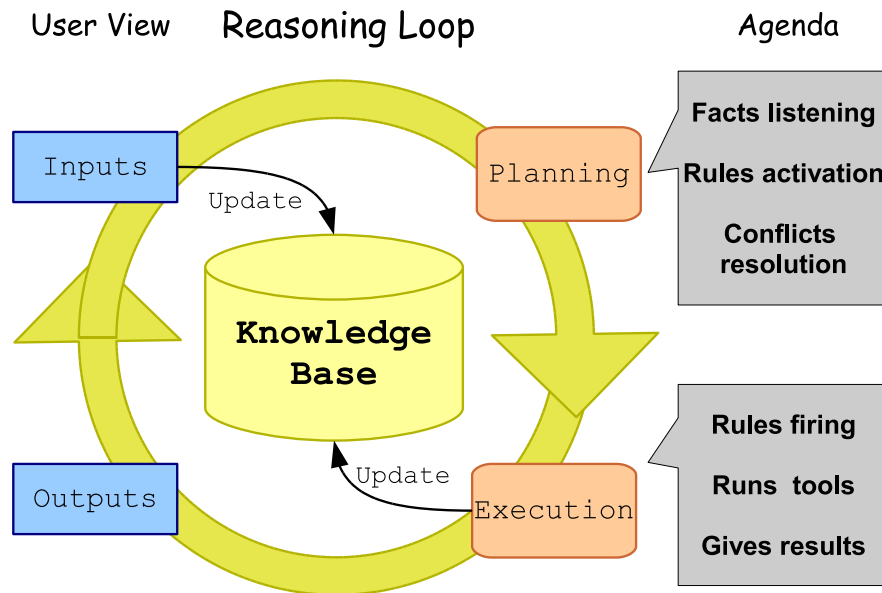 User View
Reasoning Loop
Agenda
Inputs
Update
Planning
Facts listening
Rules activation
Conflicts
resolution
Knowledge
Base
Outputs
Update
Execution
Rules firing
Runs tools
Gives results